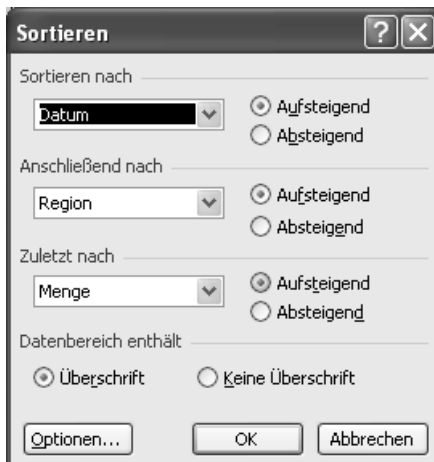 Sortieren
Sortieren nach
Datum
Aufsteigend
Absteigend
Anschließend nach
Region
Aufsteigend
Absteigend
Zuletzt nach
Menge
Aufsteigend
Absteigend
Datenbereich enthält
Überschrift Keine Überschrift
Optionen... OK Abbrechen